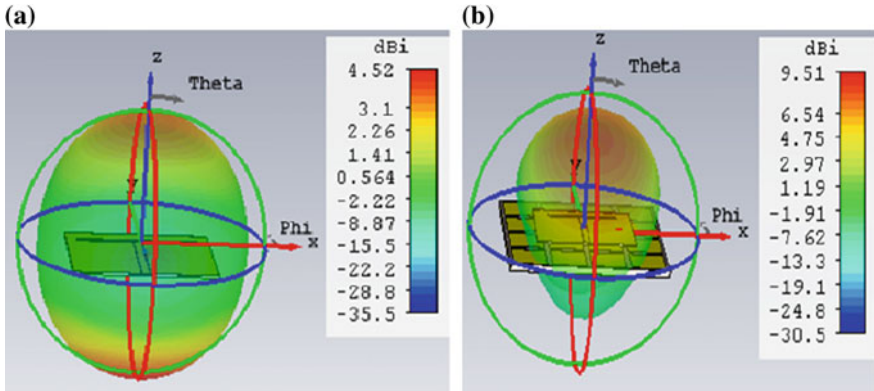 (a)
dBi
4.52
3.1
2.26
1.41
0.564
-2.22
-8.87
-15.5
-22.2
-28.8
-35.5
z
Theta
y
Phi
x
(b)
dBi
9.51
6.54
4.75
2.97
1.19
-1.91
-7.62
-13.3
-19.1
-24.8
-30.5
z
Theta
y
Phi
x